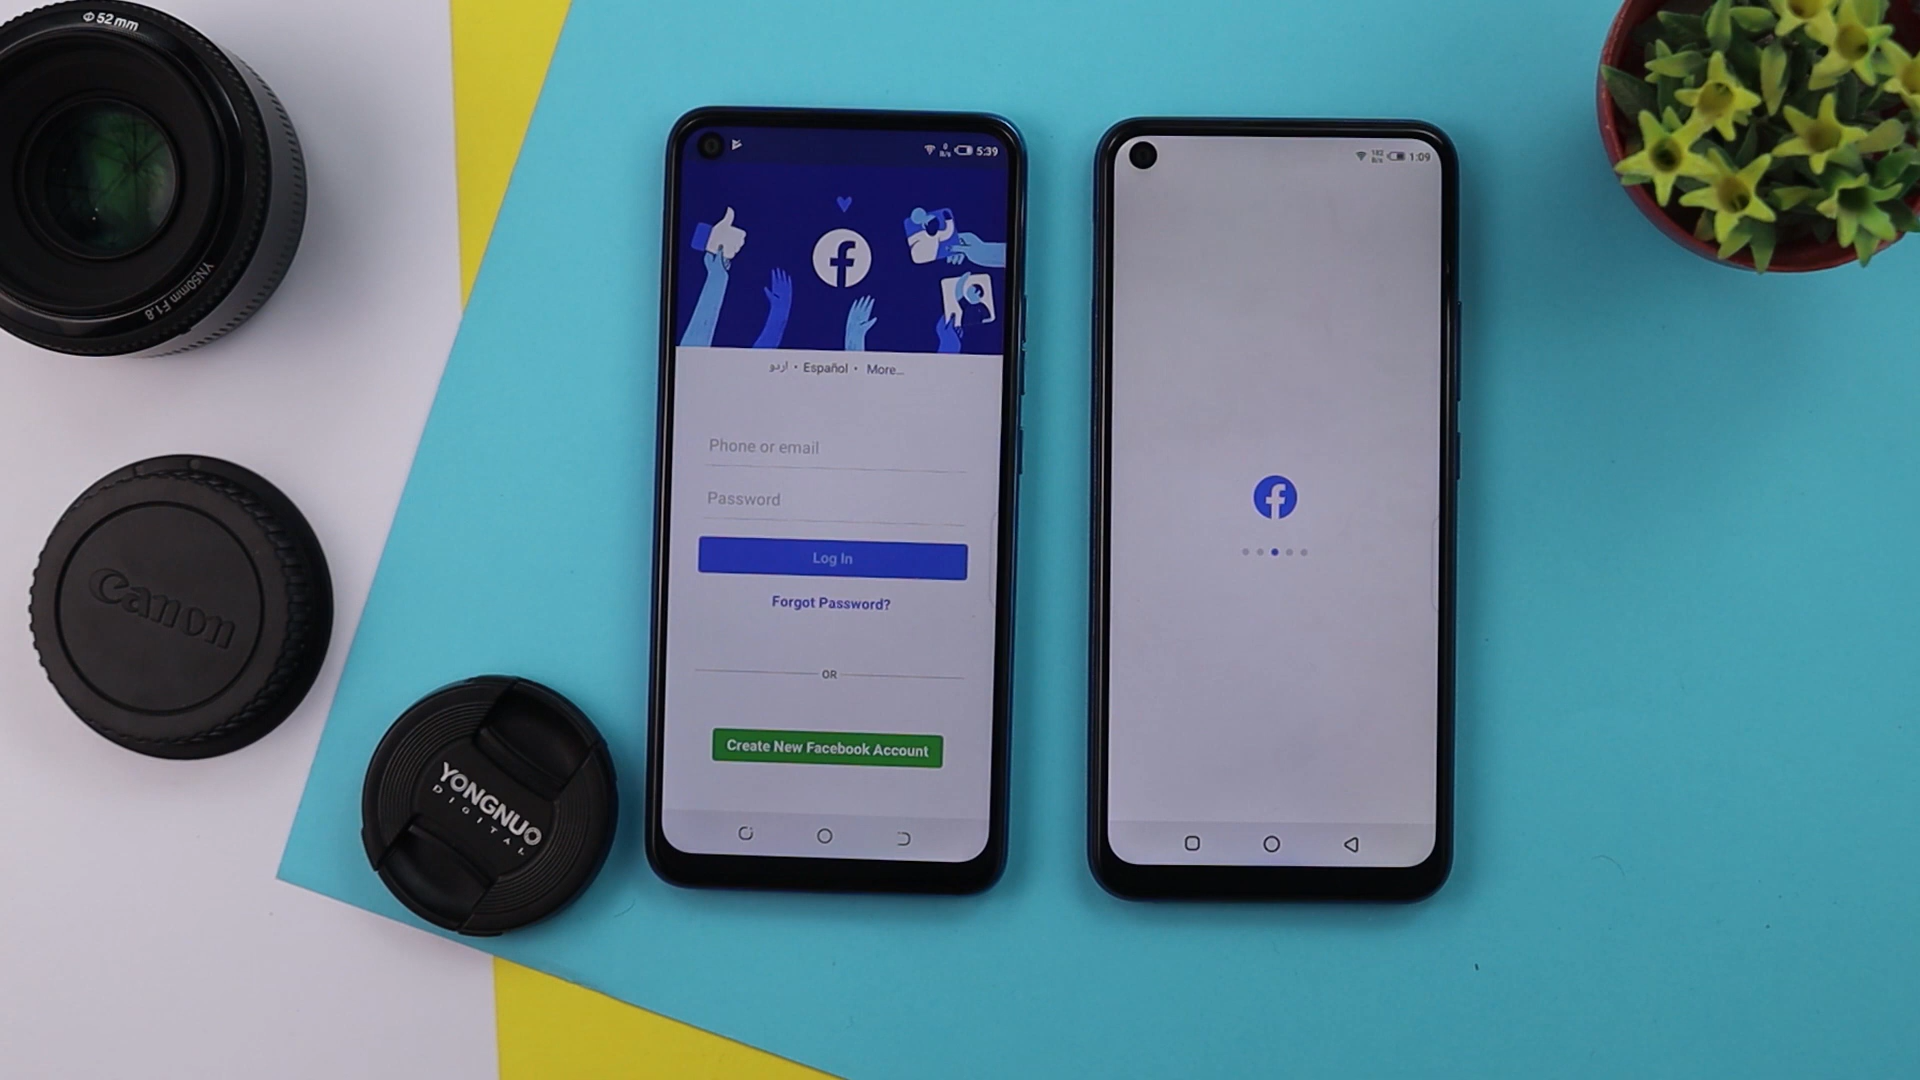 Φ52mm
YN50mm F1.8
Canon
YONGNUO
DIGITAL
5:39
اردو • Español • More...
Phone or email
Password
Log In
Forgot Password?
OR
Create New Facebook Account
182
B/s
1:09